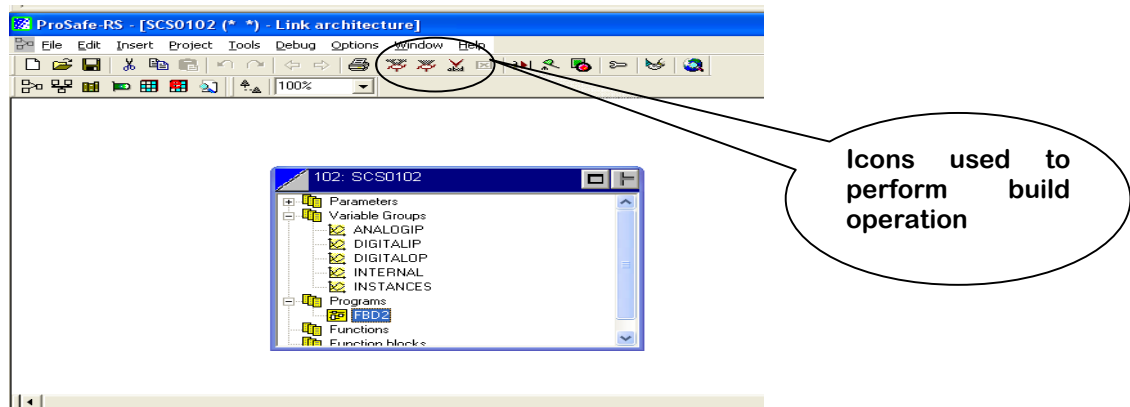 ProSafe-RS - [SCS0102 (* *) - Link architecture]
File Edit Insert Project Tools Debug Options Window Help
100%
Icons used to
perform build
operation
102: SCS0102
Parameters
Variable Groups
ANALOGIP
DIGITALIP
DIGITALOP
INTERNAL
INSTANCES
Programs
FBD2
Functions
Function blocks